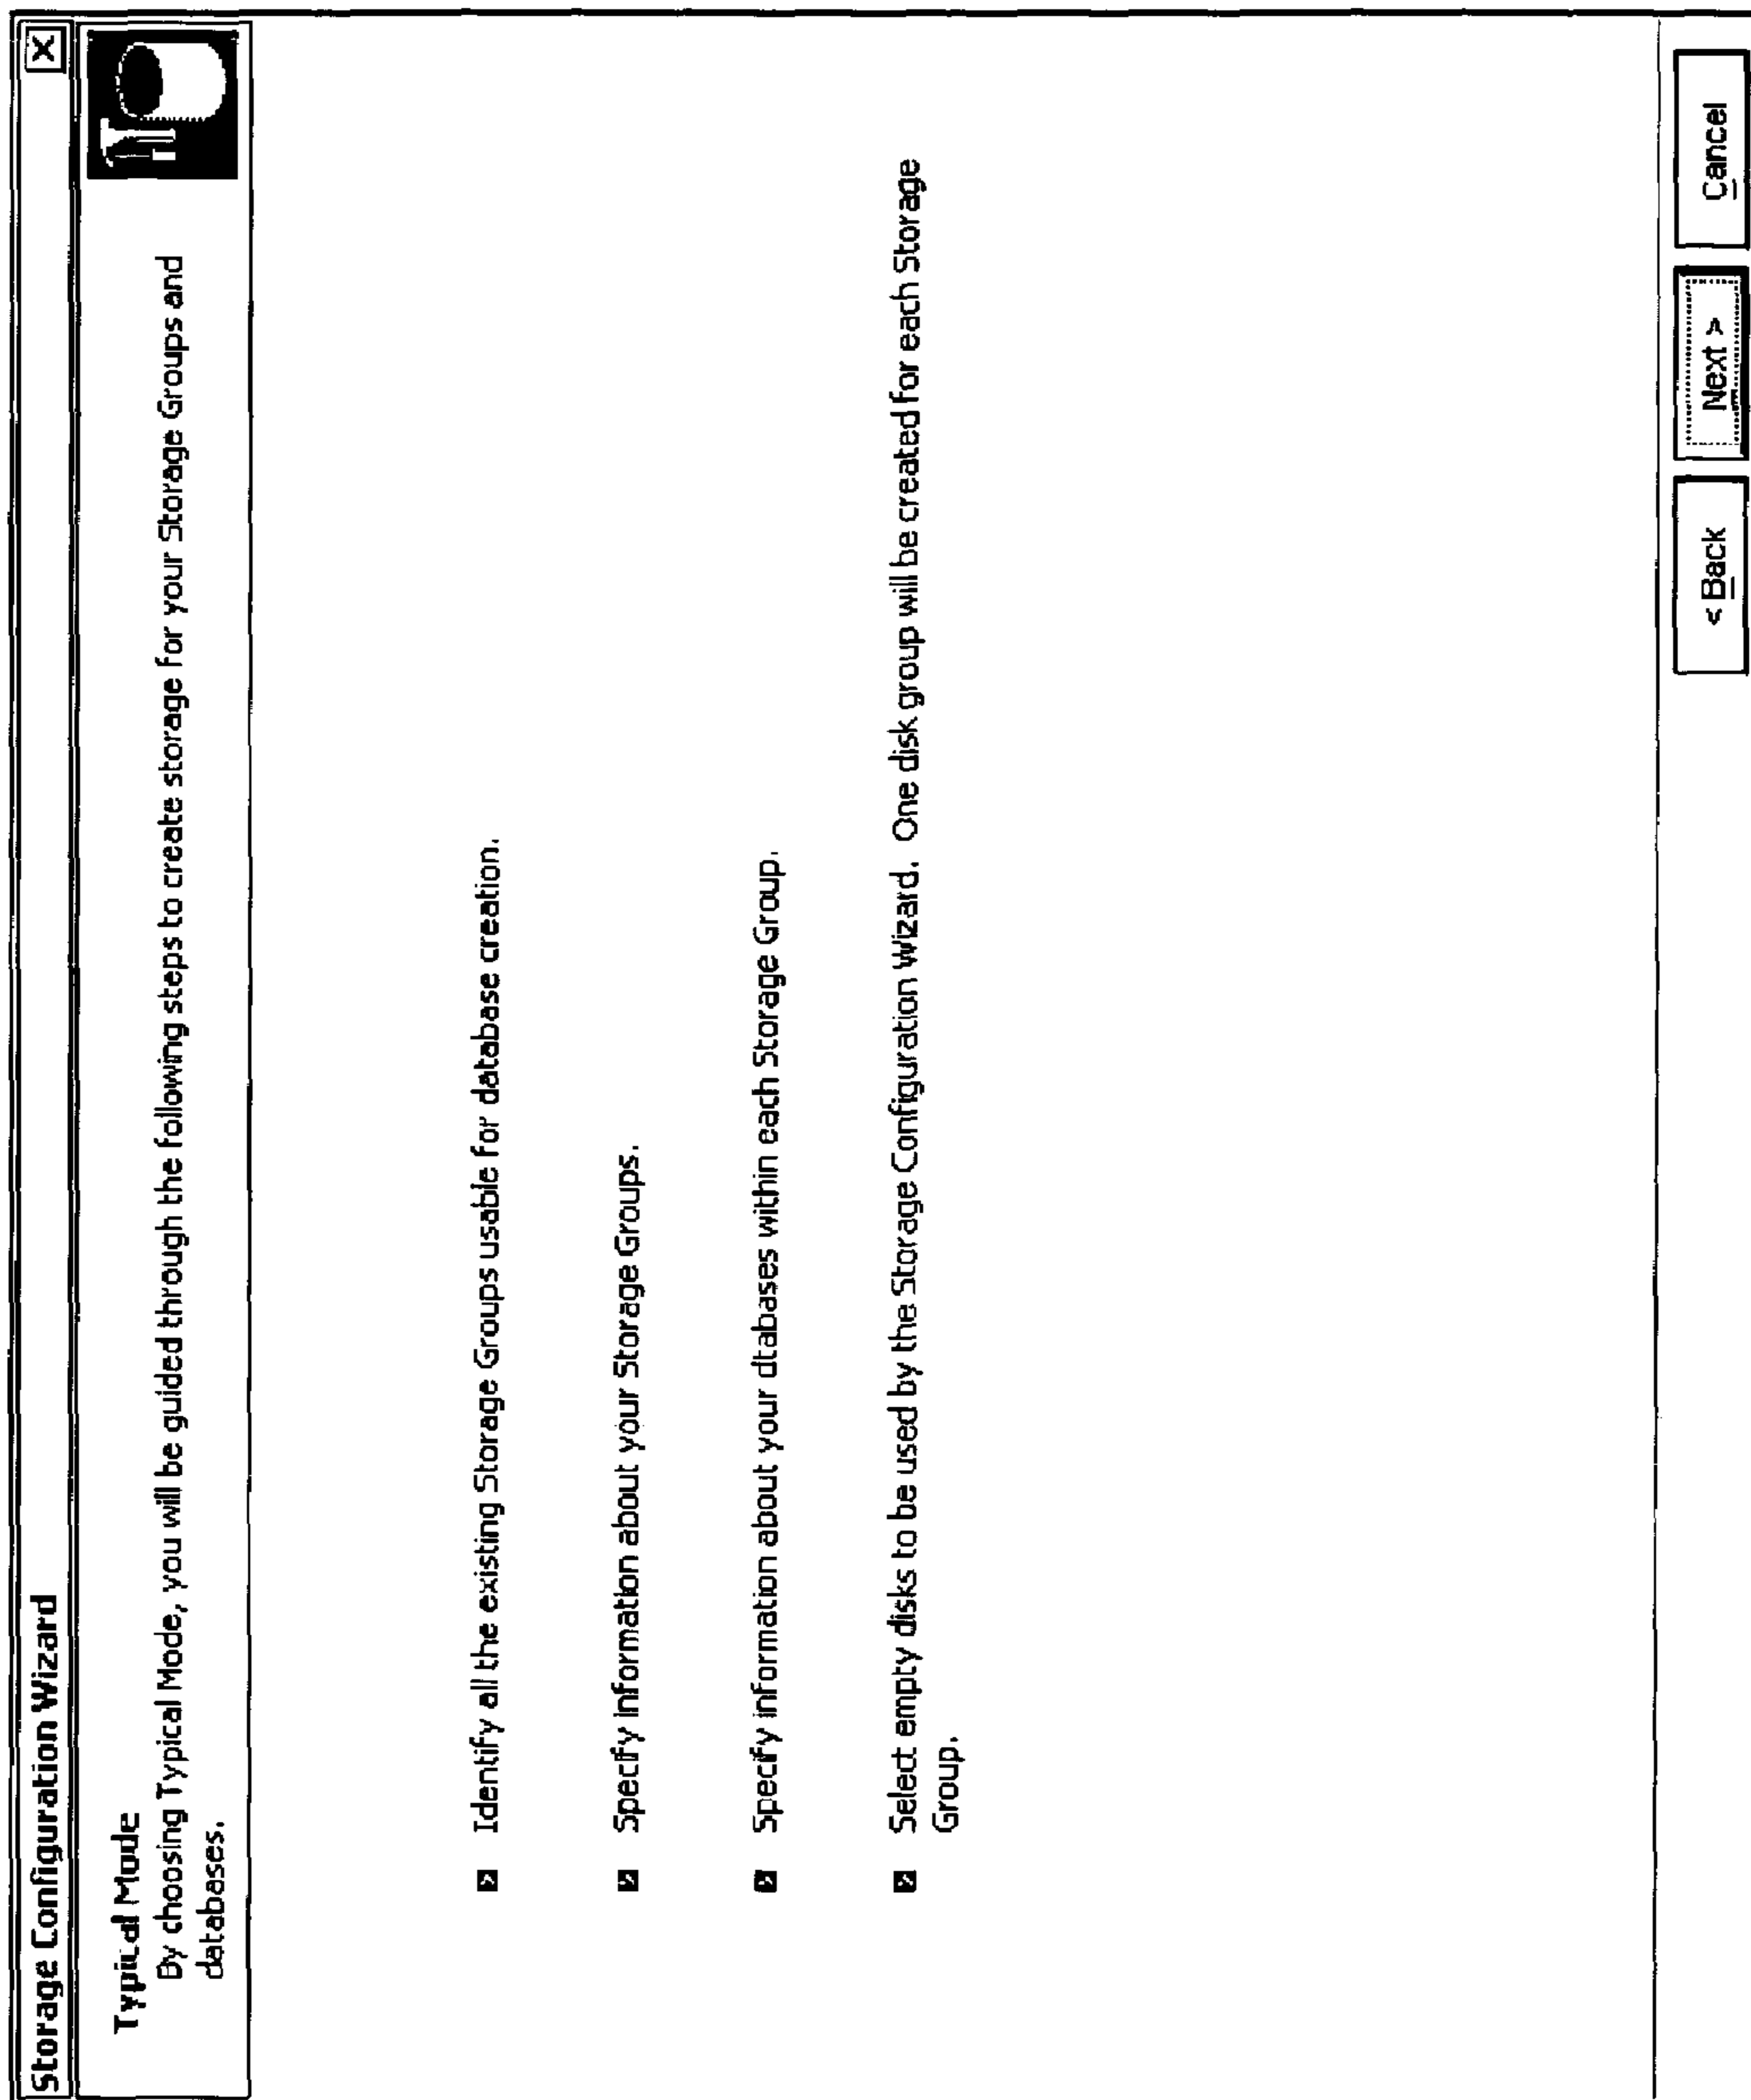 Storage Configuration Wizard
Typical Mode
By choosing Typical Mode, you will be guided through the following steps to create storage for your Storage Groups and
databases.
Identify all the existing Storage Groups usable for database creation.
Specify information about your Storage Groups.
Specify information about your dtabases within each Storage Group.
Select empty disks to be used by the Storage Configuration Wizard. One disk group will be created for each Storage
Group.
< Back
Next >
Cancel